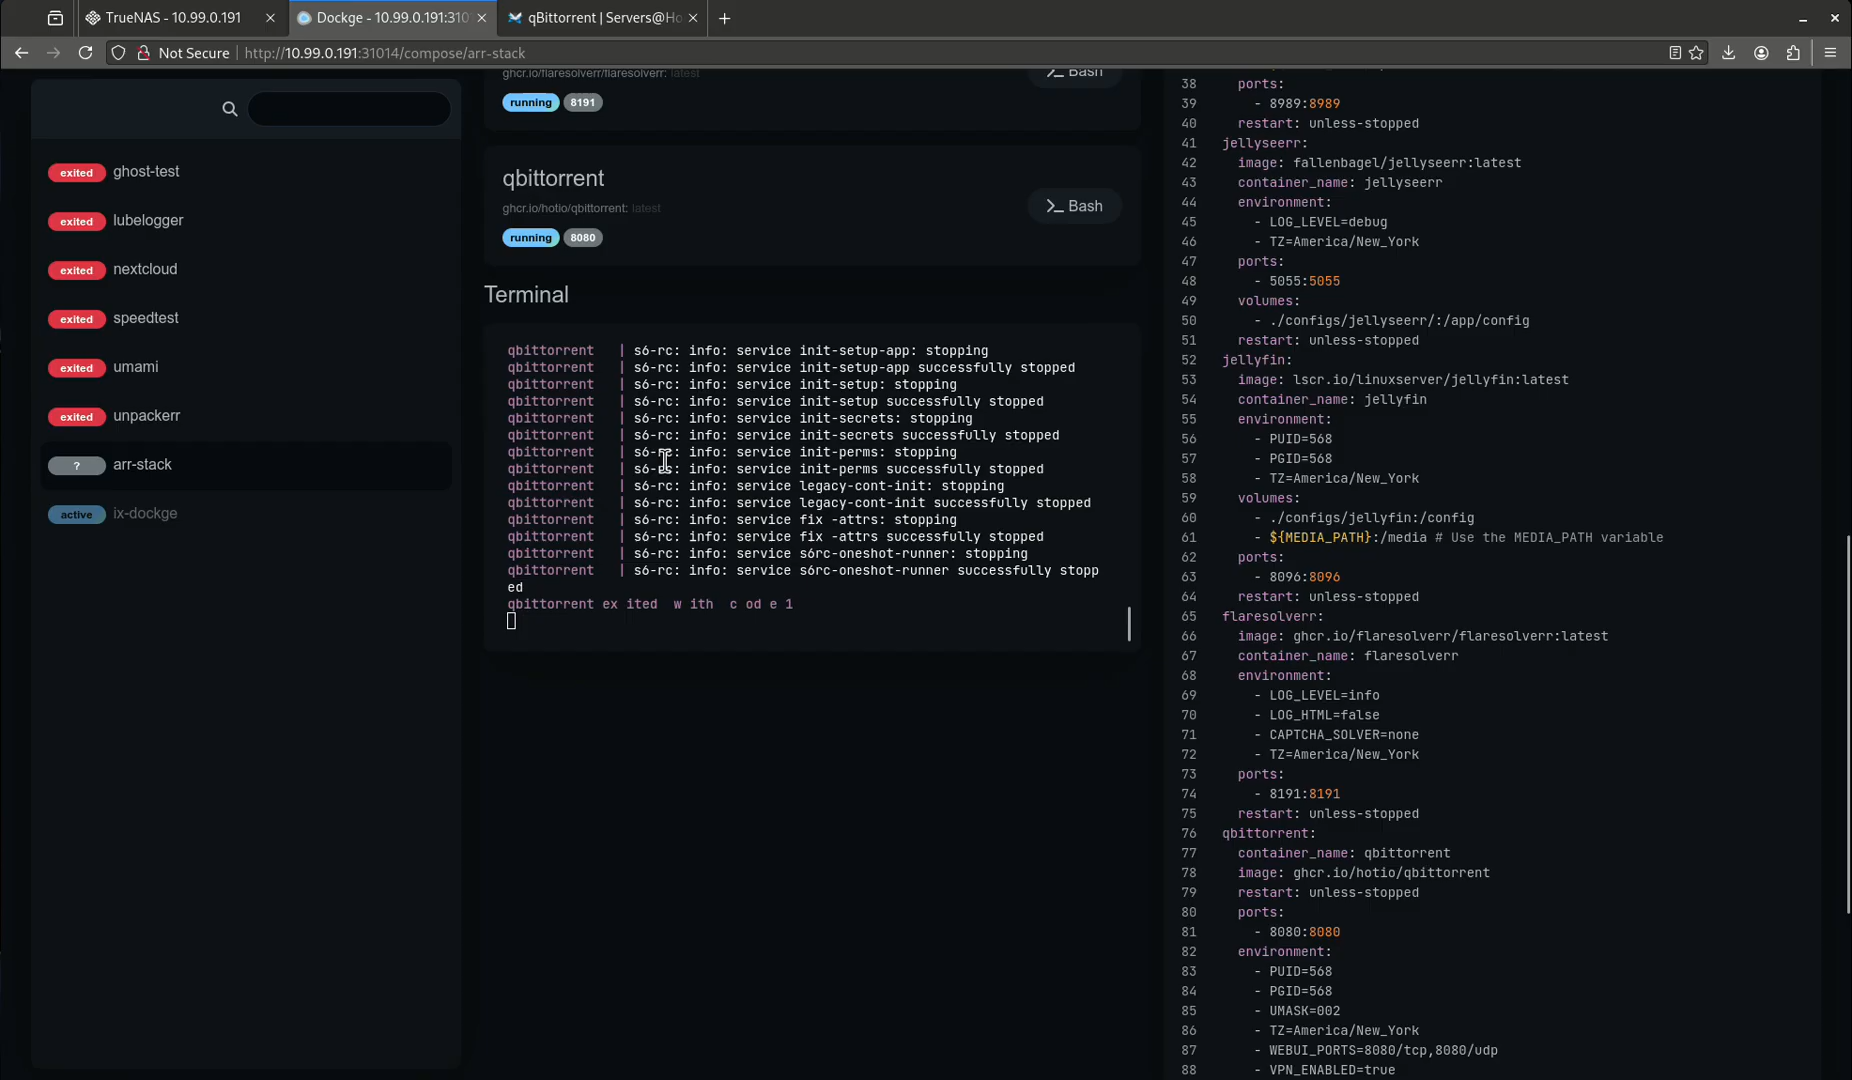 TrueNAS - 10.99.0.191
Dockge - 10.99.0.191:310
qBittorrent | Servers@Ho
Not Secure
http://10.99.0.191:31014/compose/arr-stack
exited ghost-test
exited lubelogger
exited nextcloud
exited speedtest
exited umami
exited unpackerr
? arr-stack
active ix-dockge
ghcr.io/flaresolverr/flaresolverr: latest
Bash
running 8191
qbittorrent
ghcr.io/hotio/qbittorrent: latest
>_ Bash
running 8080
Terminal
qbittorrent | s6-rc: info: service init-setup-app: stopping
qbittorrent | s6-rc: info: service init-setup-app successfully stopped
qbittorrent | s6-rc: info: service init-setup: stopping
qbittorrent | s6-rc: info: service init-setup successfully stopped
qbittorrent | s6-rc: info: service init-secrets: stopping
qbittorrent | s6-rc: info: service init-secrets successfully stopped
qbittorrent | s6-rc: info: service init-perms: stopping
qbittorrent | s6-rc: info: service init-perms successfully stopped
qbittorrent | s6-rc: info: service legacy-cont-init: stopping
qbittorrent | s6-rc: info: service legacy-cont-init successfully stopped
qbittorrent | s6-rc: info: service fix -attrs: stopping
qbittorrent | s6-rc: info: service fix -attrs successfully stopped
qbittorrent | s6-rc: info: service s6rc-oneshot-runner: stopping
qbittorrent | s6-rc: info: service s6rc-oneshot-runner successfully stopp
ed
qbittorrent ex ited  w ith  c od e 1
38 ports:
39 - 8989:8989
40 restart: unless-stopped
41 jellyseerr:
42 image: fallenbagel/jellyseerr:latest
43 container_name: jellyseerr
44 environment:
45 - LOG_LEVEL=debug
46 - TZ=America/New_York
47 ports:
48 - 5055:5055
49 volumes:
50 - ./configs/jellyseerr/:/app/config
51 restart: unless-stopped
52 jellyfin:
53 image: lscr.io/linuxserver/jellyfin:latest
54 container_name: jellyfin
55 environment:
56 - PUID=568
57 - PGID=568
58 - TZ=America/New_York
59 volumes:
60 - ./configs/jellyfin:/config
61 - ${MEDIA_PATH}:/media # Use the MEDIA_PATH variable
62 ports:
63 - 8096:8096
64 restart: unless-stopped
65 flaresolverr:
66 image: ghcr.io/flaresolverr/flaresolverr:latest
67 container_name: flaresolverr
68 environment:
69 - LOG_LEVEL=info
70 - LOG_HTML=false
71 - CAPTCHA_SOLVER=none
72 - TZ=America/New_York
73 ports:
74 - 8191:8191
75 restart: unless-stopped
76 qbittorrent:
77 container_name: qbittorrent
78 image: ghcr.io/hotio/qbittorrent
79 restart: unless-stopped
80 ports:
81 - 8080:8080
82 environment:
83 - PUID=568
84 - PGID=568
85 - UMASK=002
86 - TZ=America/New_York
87 - WEBUI_PORTS=8080/tcp,8080/udp
88 - VPN_ENABLED=true